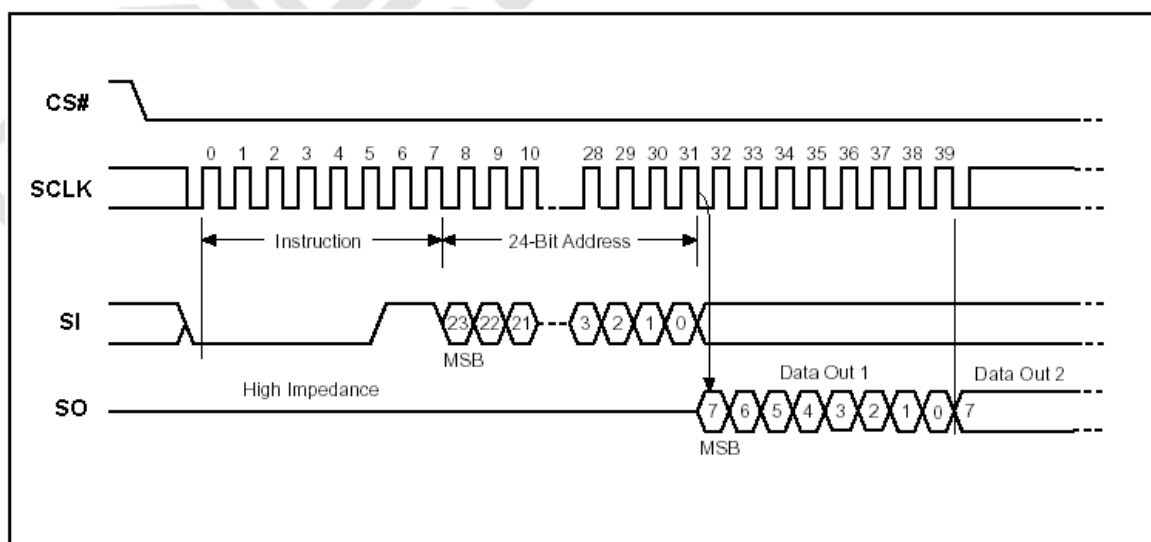 CS#
0 1 2 3 4 5 6 7 8 9 10 28 29 30 31 32 33 34 35 36 37 38 39
SCLK
Instruction 24-Bit Address
SI 23 22 21 3 2 1 0
MSB
High Impedance Data Out 1 Data Out 2
SO 7 6 5 4 3 2 1 0 7
MSB